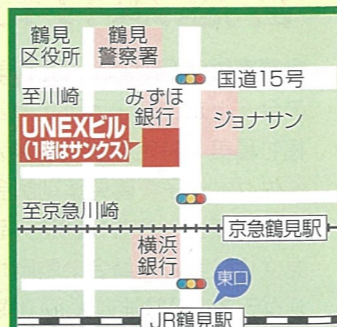 鶴見
区役所
鶴見
警察署
国道15号
至川崎
みずほ
銀行
ジョナサン
UNEXビル
(1階はサンクス)
至京急川崎
京急鶴見駅
横浜
銀行
東口
JR鶴見駅